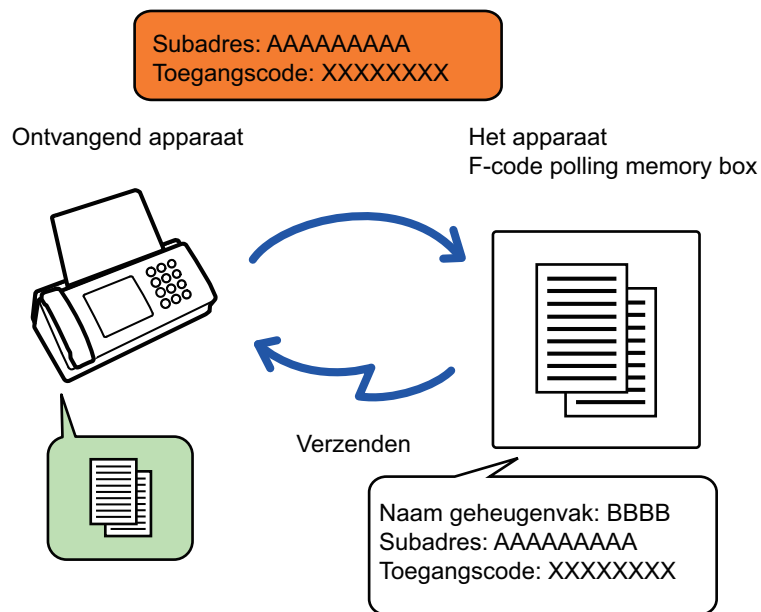 Subadres: AAAAAAAAA
Toegangscode: XXXXXXXX
Ontvangend apparaat
Het apparaat
F-code polling memory box
Verzenden
Naam geheugenvak: BBBB
Subadres: AAAAAAAAA
Toegangscode: XXXXXXXX